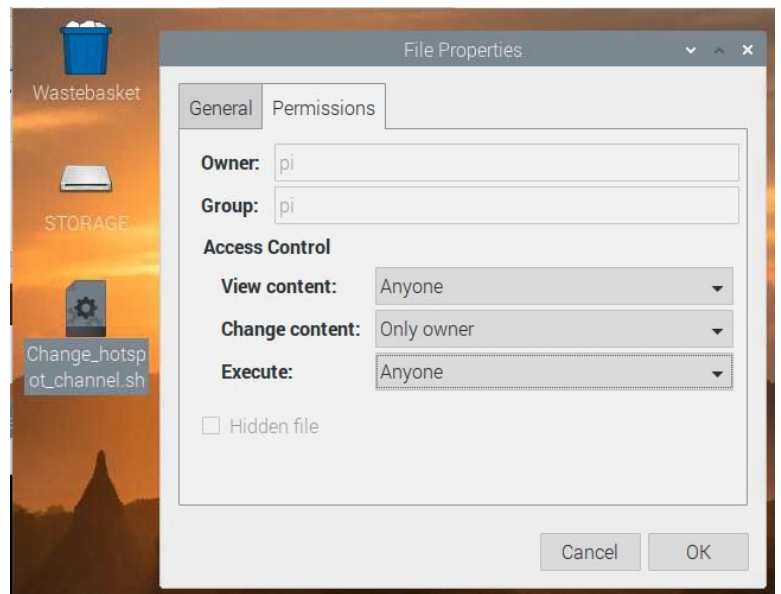 Wastebasket
STORAGE
Change_hotsp
ot_channel.sh
File Properties
General
Permissions
Owner: pi
Group: pi
Access Control
View content: Anyone
Change content: Only owner
Execute: Anyone
Hidden file
Cancel
OK